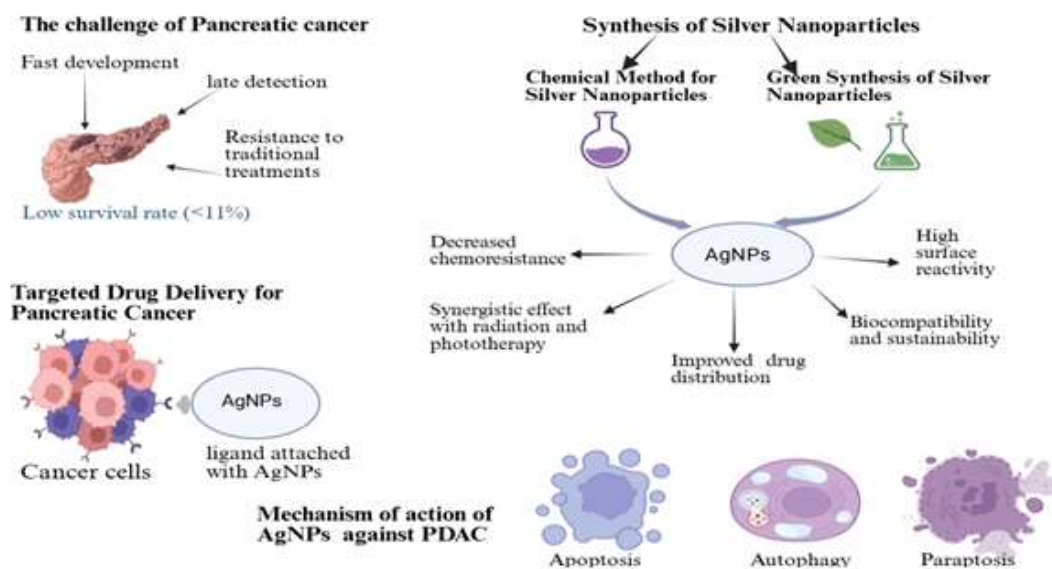 The challenge of Pancreatic cancer
Fast development
late detection
Resistance to
traditional
treatments
Low survival rate (<11%)
Synthesis of Silver Nanoparticles
Chemical Method for
Silver Nanoparticles
Green Synthesis of Silver
Nanoparticles
AgNPs
Decreased
chemoresistance
High
surface
reactivity
Synergistic effect
with radiation and
phototherapy
Improved drug
distribution
Biocompatibility
and sustainability
Targeted Drug Delivery for
Pancreatic Cancer
AgNPs
Cancer cells
ligand attached
with AgNPs
Mechanism of action of
AgNPs against PDAC
Apoptosis
Autophagy
Paraptosis